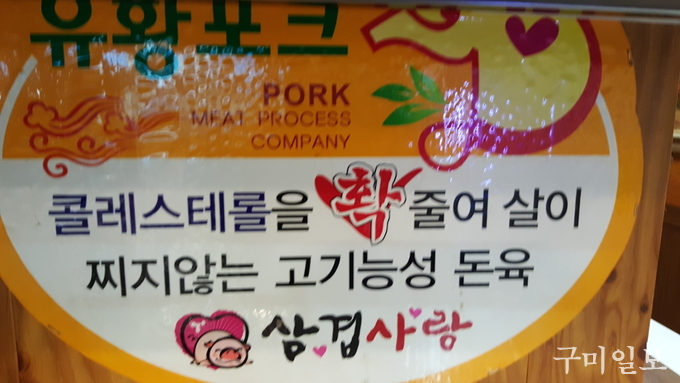 유황포크
PORK
MEAT PROCESS
COMPANY
콜레스테롤을 확 줄여 살이
찌지않는 고기능성 돈육
삼겹사랑
구미일보